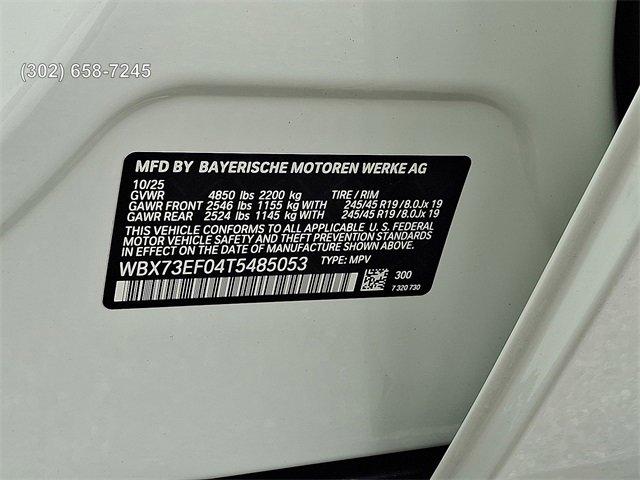 (302) 658-7245
MFD BY BAYERISCHE MOTOREN WERKE AG
10/25
GVWR 4850 lbs 2200 kg TIRE / RIM
GAWR FRONT 2546 lbs 1155 kg WITH 245/45 R19 /8.0Jx 19
GAWR REAR 2524 lbs 1145 kg WITH 245/45 R19 /8.0Jx 19
THIS VEHICLE CONFORMS TO ALL APPLICABLE U. S. FEDERAL
MOTOR VEHICLE SAFETY AND THEFT PREVENTION STANDARDS
IN EFFECT ON THE DATE OF MANUFACTURE SHOWN ABOVE.
WBX73EF04T5485053 TYPE: MPV
300
7 320 730